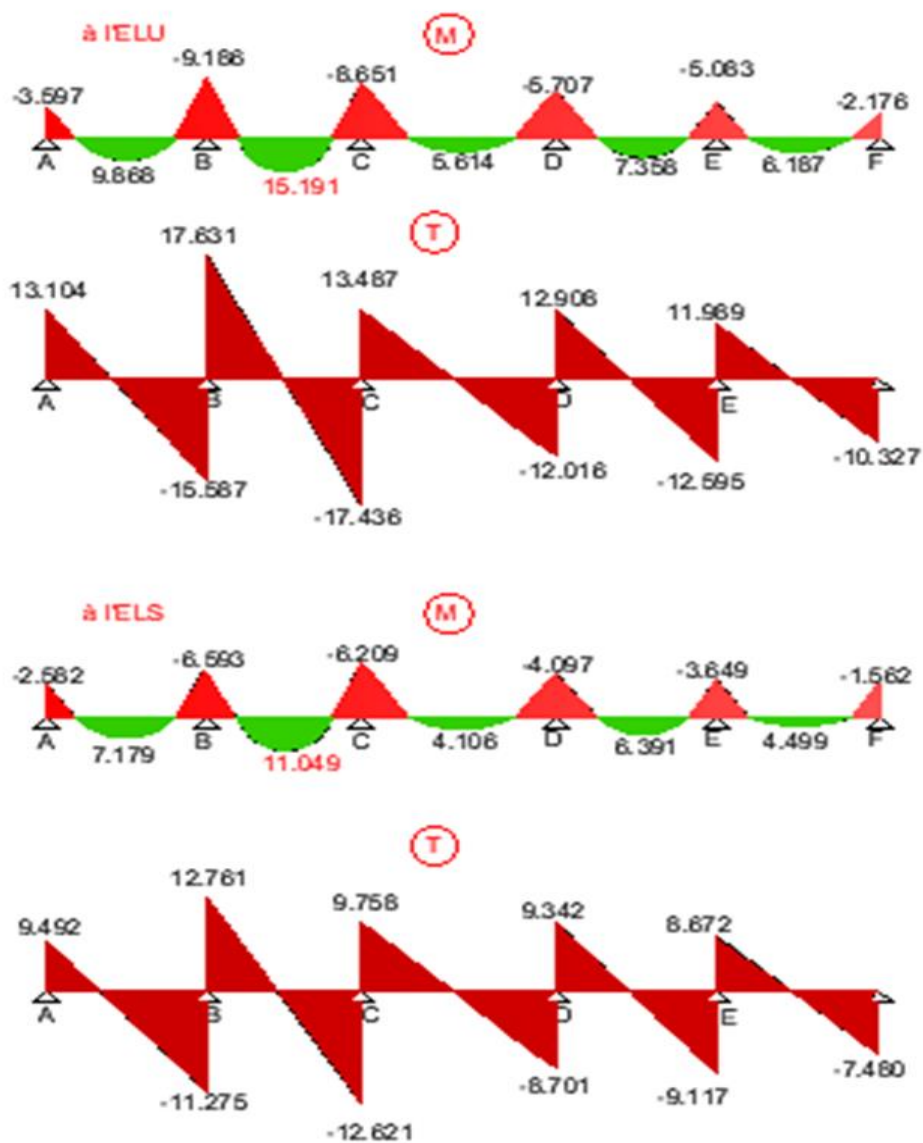 à l'ELU M
-9.186
-3.597 -8.651 -5.707 -5.083 -2.176
A B C D E F
9.868 15.191 5.614 7.358 6.187
T
17.631
13.104 13.487 12.908 11.989
A B C D E
-15.587 -17.436 -12.016 -12.595 -10.327
à l'ELS M
-2.582 -6.593 -6.209 -4.097 -3.649 -1.562
A B C D E F
7.179 11.049 4.106 6.391 4.499
T
12.761
9.492 9.758 9.342 8.672
A B C D E
-11.275 -12.621 -8.701 -9.117 -7.480